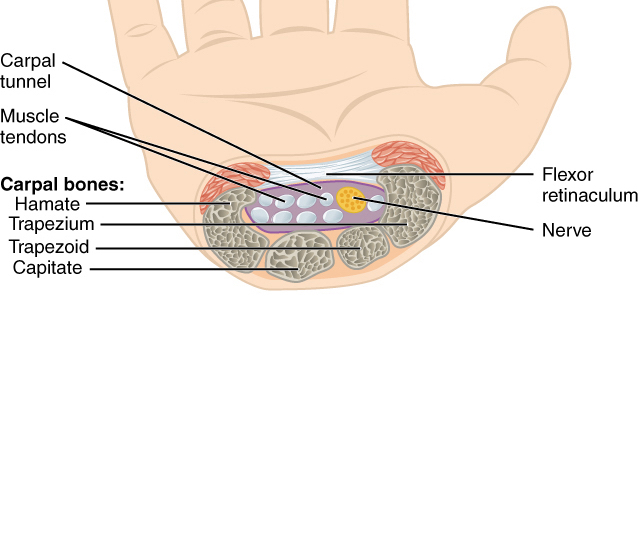 Carpal
tunnel
Muscle
tendons
Carpal bones:
Hamate
Trapezium
Trapezoid
Capitate
Flexor
retinaculum
Nerve